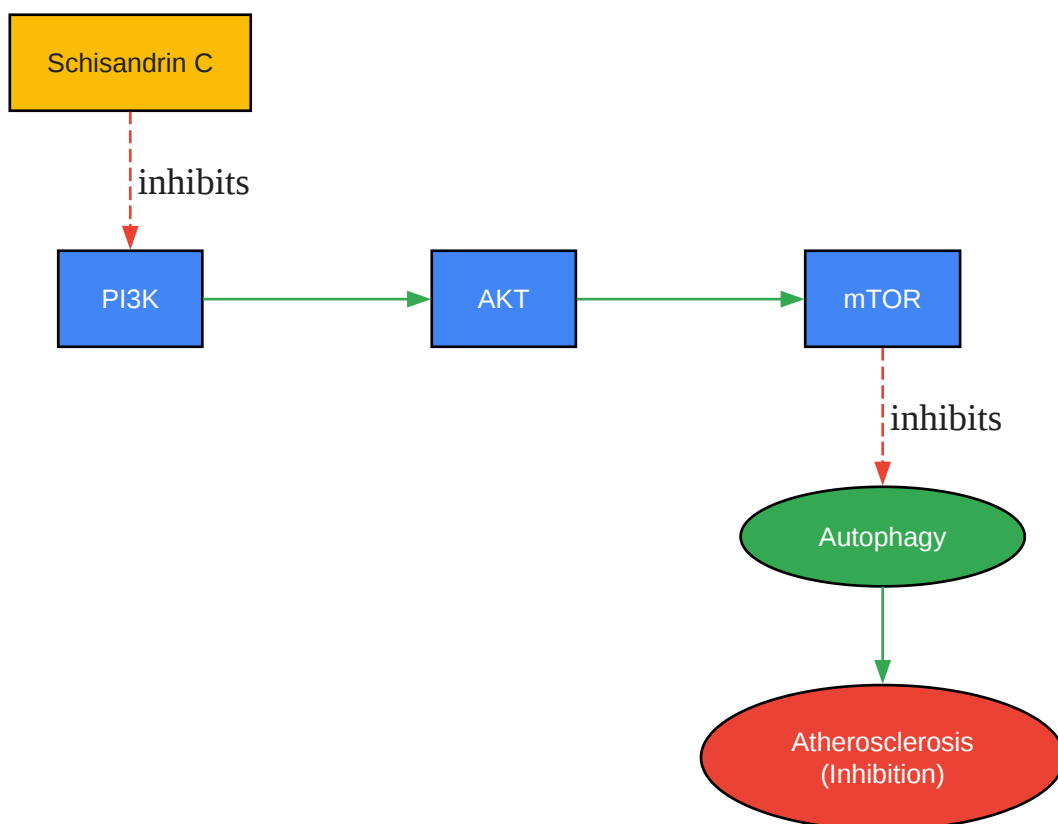 Schisandrin C
inhibits
PI3K
AKT
mTOR
inhibits
Autophagy
Atherosclerosis
(Inhibition)